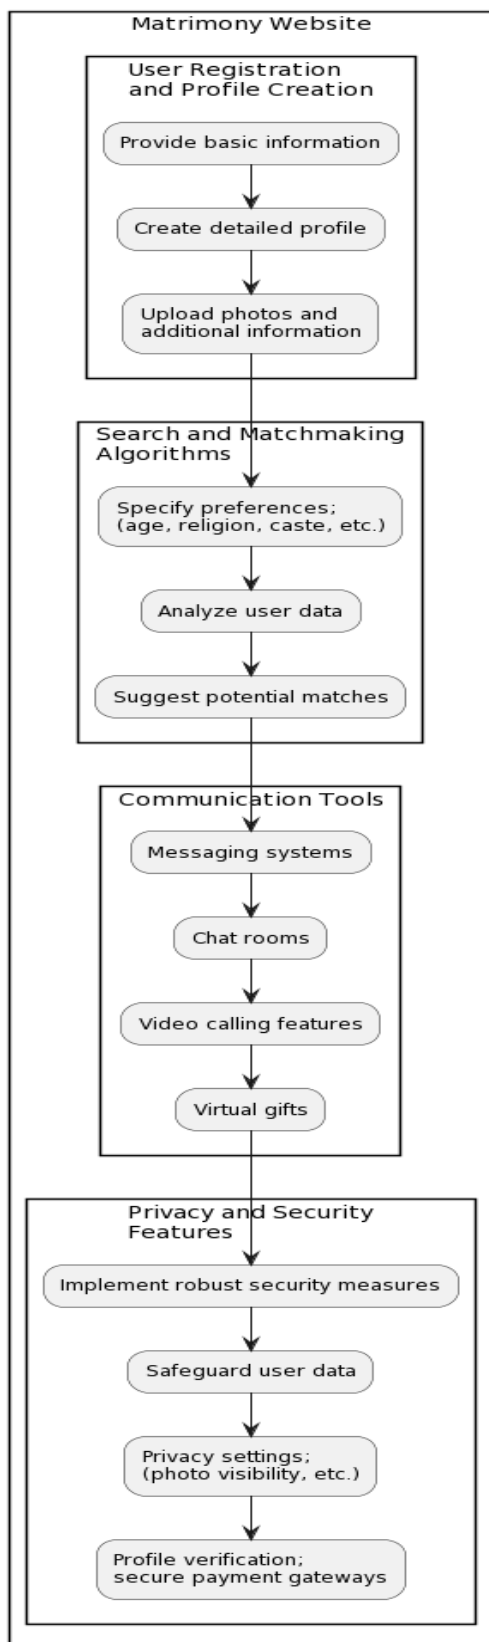 Matrimony Website
User Registration
and Profile Creation
Provide basic information
Create detailed profile
Upload photos and
additional information
Search and Matchmaking
Algorithms
Specify preferences;
(age, religion, caste, etc.)
Analyze user data
Suggest potential matches
Communication Tools
Messaging systems
Chat rooms
Video calling features
Virtual gifts
Privacy and Security
Features
Implement robust security measures
Safeguard user data
Privacy settings;
(photo visibility, etc.)
Profile verification;
secure payment gateways